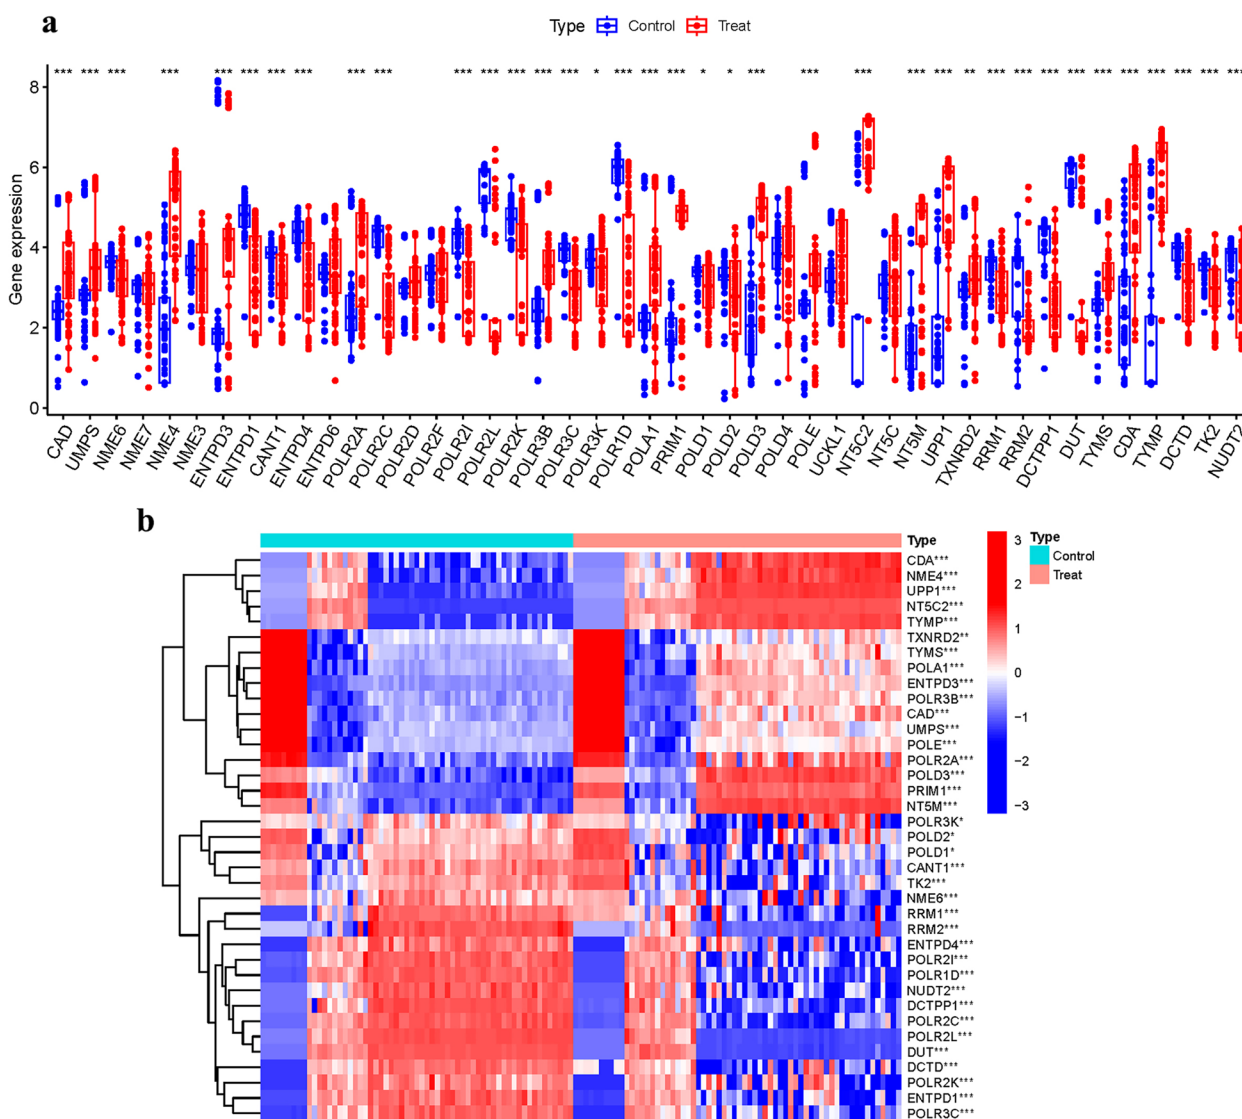 a
Type Control Treat
*** *** *** *** *** *** *** *** *** *** *** *** *** *** *** * *** *** *** * * *** *** *** *** *** ** *** *** *** *** *** *** *** *** *** ***
Gene expression
8
6
4
2
0
CAD UMPS NME6 NME7 NME4 NME3 ENTPD3 ENTPD1 CANT1 ENTPD4 ENTPD6 POLR2A POLR2C POLR2D POLR2F POLR2I POLR2L POLR2K POLR3B POLR3C POLR3K POLR1D POLA1 PRIM1 POLD1 POLD2 POLD3 POLD4 POLE UCKL1 NT5C2 NT5C NT5M UPP1 TXNRD2 RRM1 RRM2 DCTPP1 DUT TYMS CDA TYMP DCTD TK2 NUDT2
b
Type
CDA***
NME4***
UPP1***
NT5C2***
TYMP***
TXNRD2**
TYMS***
POLA1***
ENTPD3***
POLR3B***
CAD***
UMPS***
POLE***
POLR2A***
POLD3***
PRIM1***
NT5M***
POLR3K*
POLD2*
POLD1*
CANT1***
TK2***
NME6***
RRM1***
RRM2***
ENTPD4***
POLR2I***
POLR1D***
NUDT2***
DCTPP1***
POLR2C***
POLR2L***
DUT***
DCTD***
POLR2K***
ENTPD1***
POLR3C***
3
2
1
0
−1
−2
−3
Type
Control
Treat